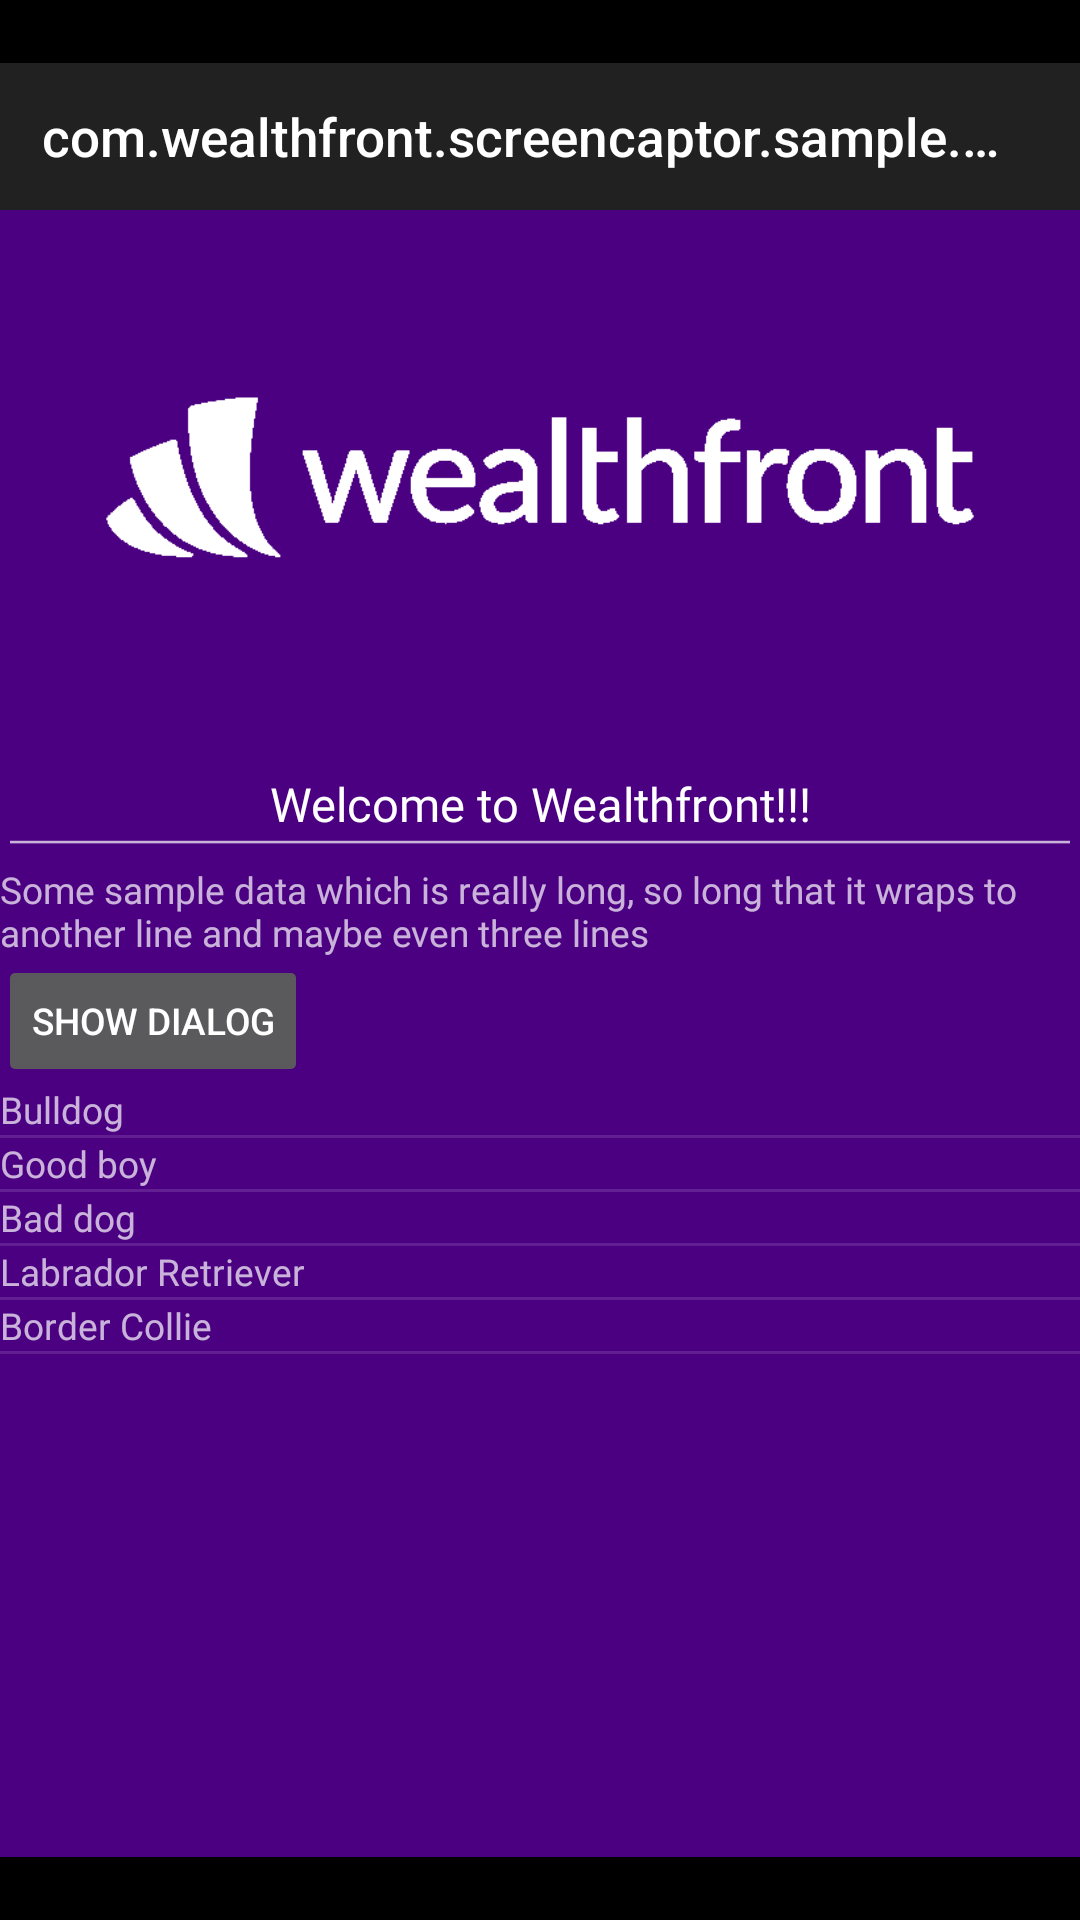 com.wealthfront.screencaptor.sample.…
wealthfront
Welcome to Wealthfront!!!
Some sample data which is really long, so long that it wraps to
another line and maybe even three lines
SHOW DIALOG
Bulldog
Good boy
Bad dog
Labrador Retriever
Border Collie